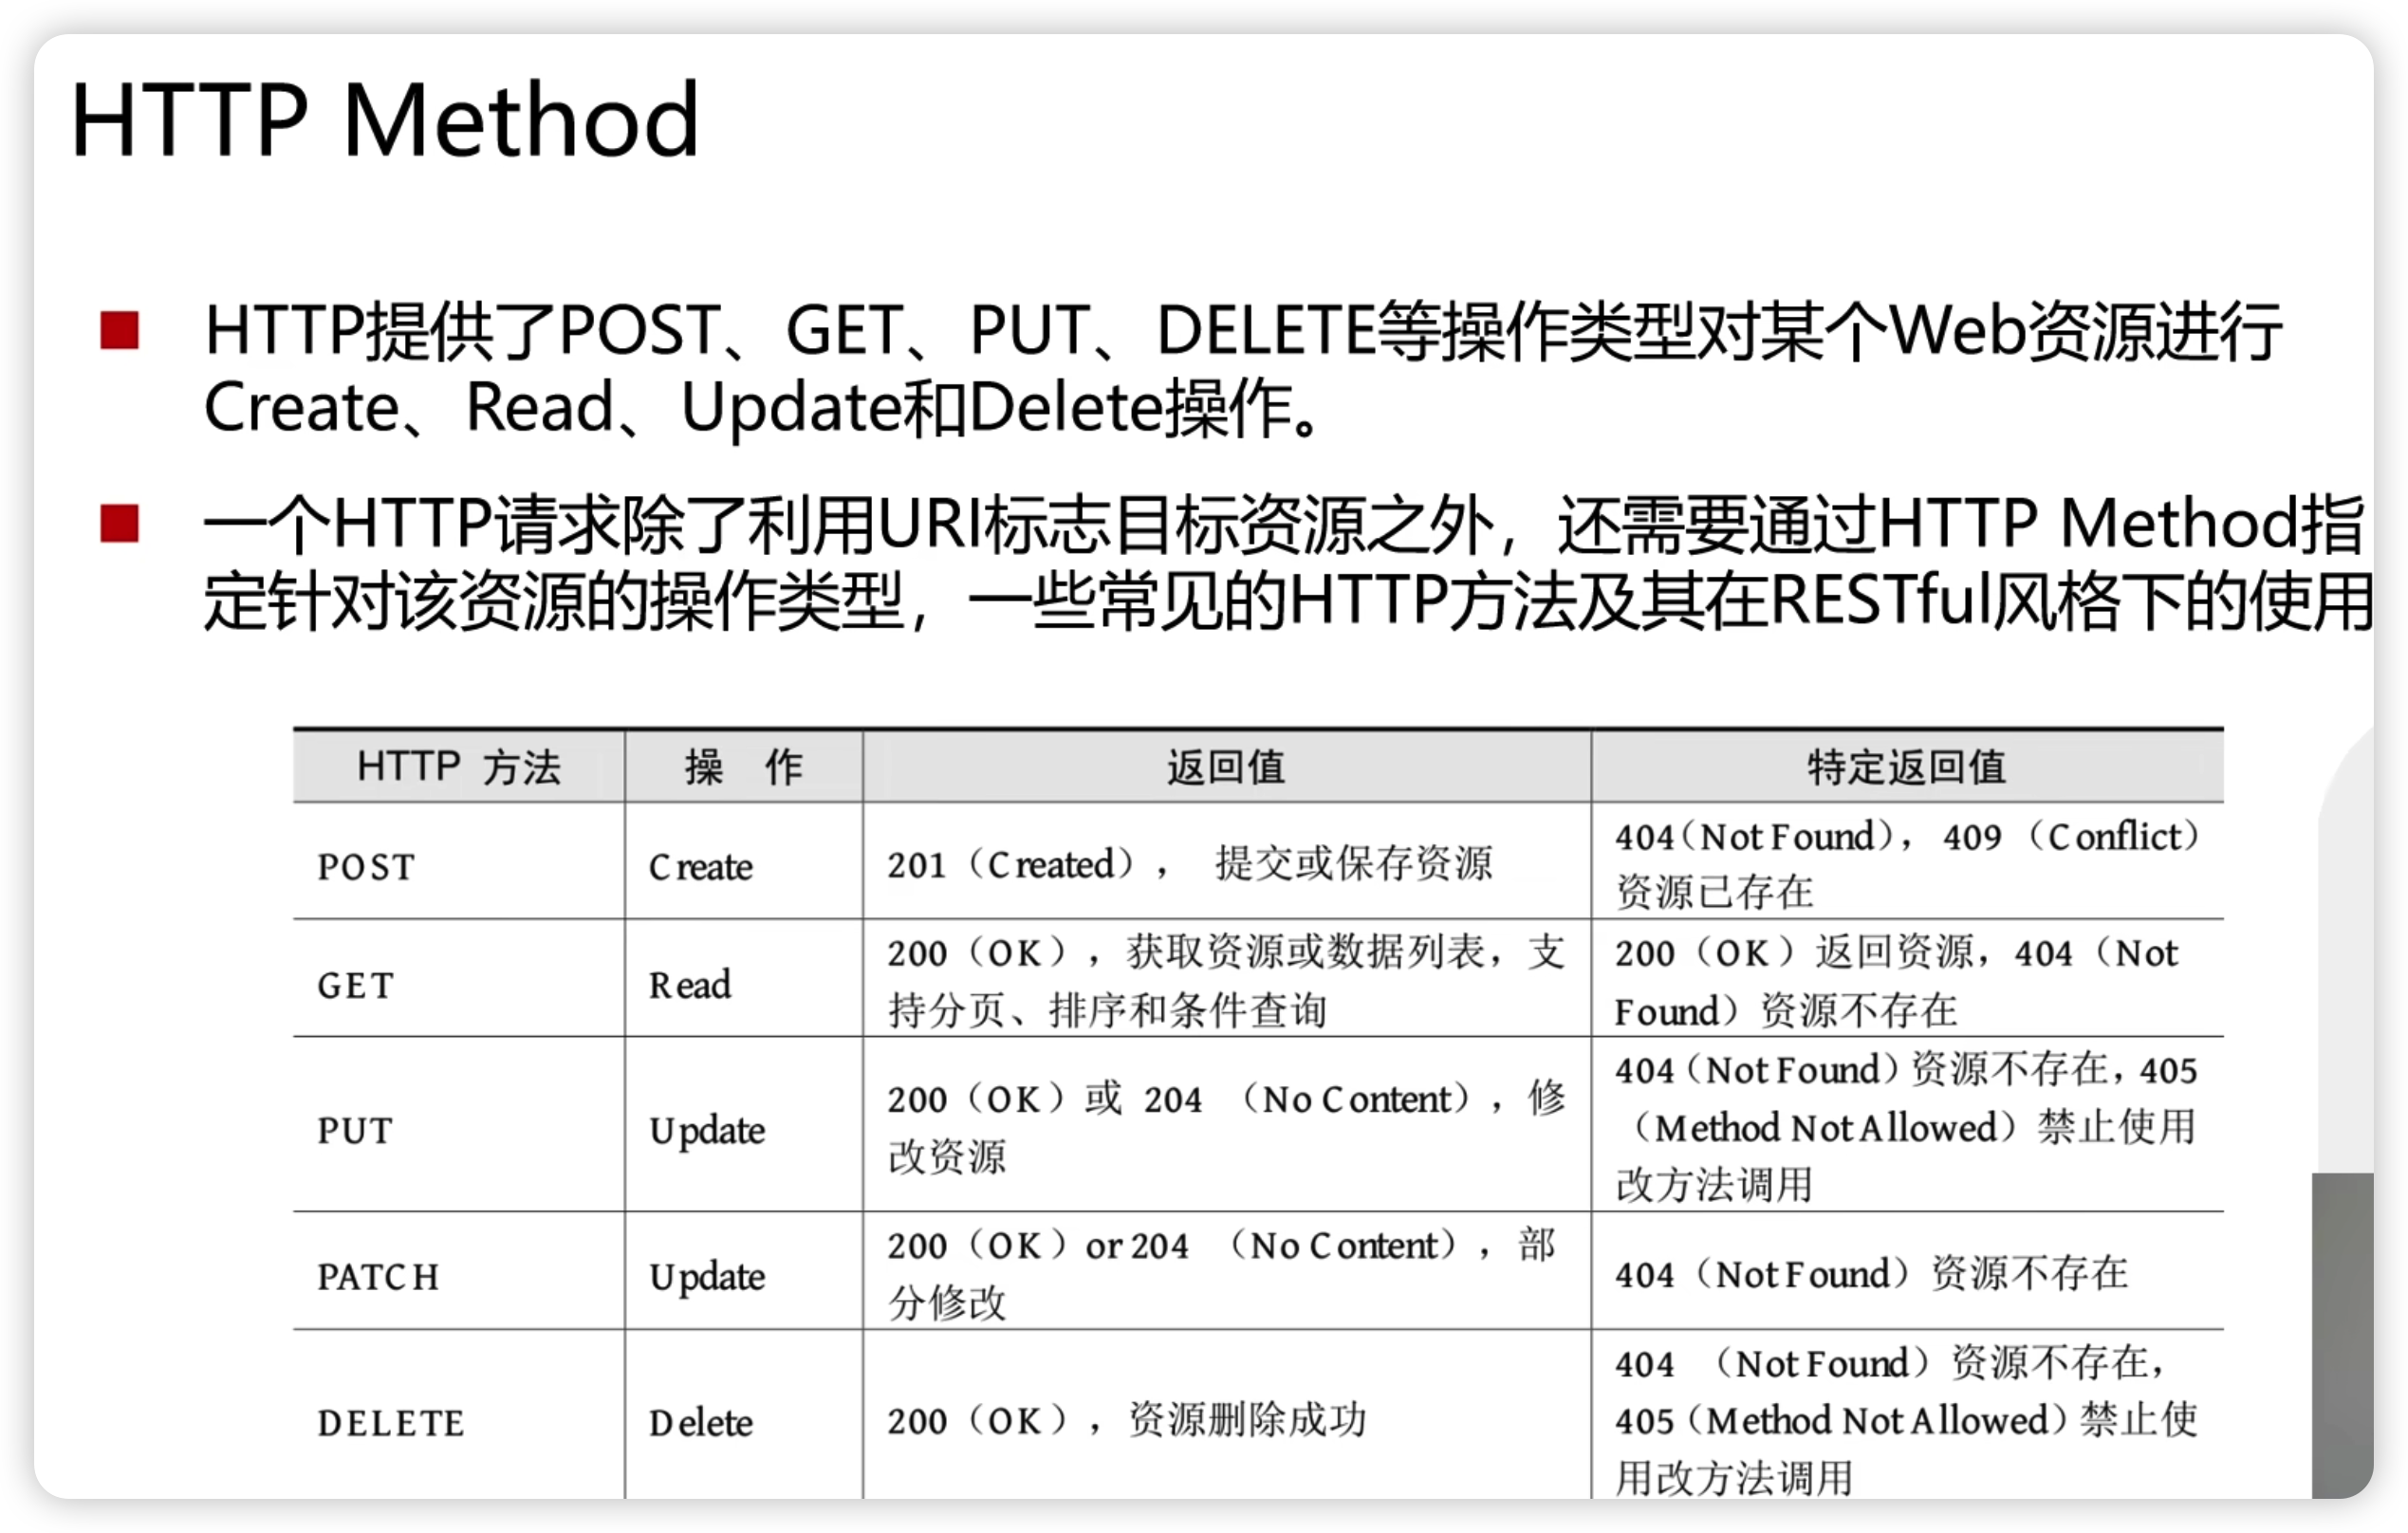 HTTP Method
HTTP提供了POST、GET、PUT、DELETE等操作类型对某个Web资源进行
Create、Read、Update和Delete操作。
一个HTTP请求除了利用URI标志目标资源之外，还需要通过HTTP Method指
定针对该资源的操作类型，一些常见的HTTP方法及其在RESTful风格下的使用
HTTP 方法 操 作 返回值 特定返回值
POST Create 201（Created）， 提交或保存资源 404（Not Found），409（Conflict）
资源已存在
GET Read 200（OK），获取资源或数据列表，支
持分页、排序和条件查询
200（OK）返回资源，404（Not
Found）资源不存在
PUT Update 200（OK）或 204 （No Content），修
改资源
404（Not Found）资源不存在，405
（Method Not Allowed）禁止使用
改方法调用
PATCH Update 200（OK）or 204 （No Content），部
分修改
404（Not Found）资源不存在
DELETE Delete 200（OK），资源删除成功
404 （Not Found）资源不存在，
405（Method Not Allowed）禁止使
用改方法调用